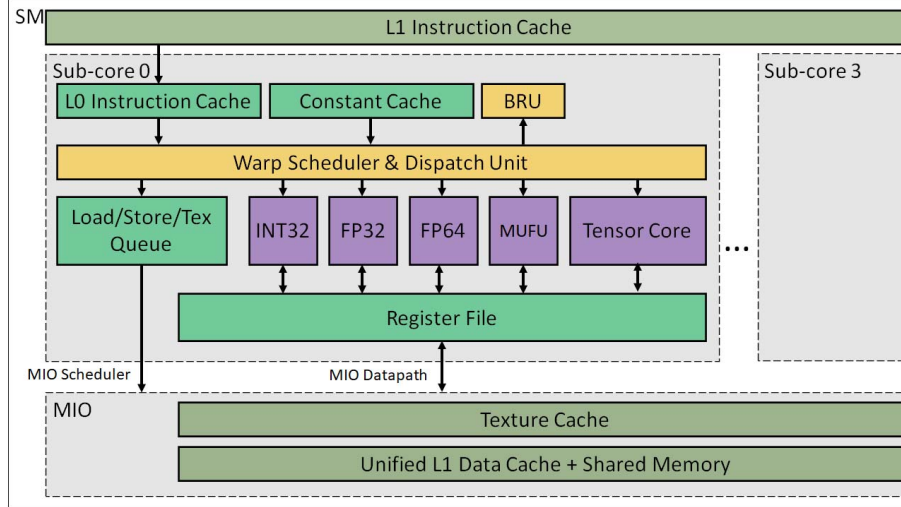 SM
L1 Instruction Cache
Sub-core 0
Sub-core 3
L0 Instruction Cache
Constant Cache
BRU
Warp Scheduler & Dispatch Unit
Load/Store/Tex
Queue
INT32
FP32
FP64
MUFU
Tensor Core
...
Register File
MIO Scheduler
MIO Datapath
MIO
Texture Cache
Unified L1 Data Cache + Shared Memory